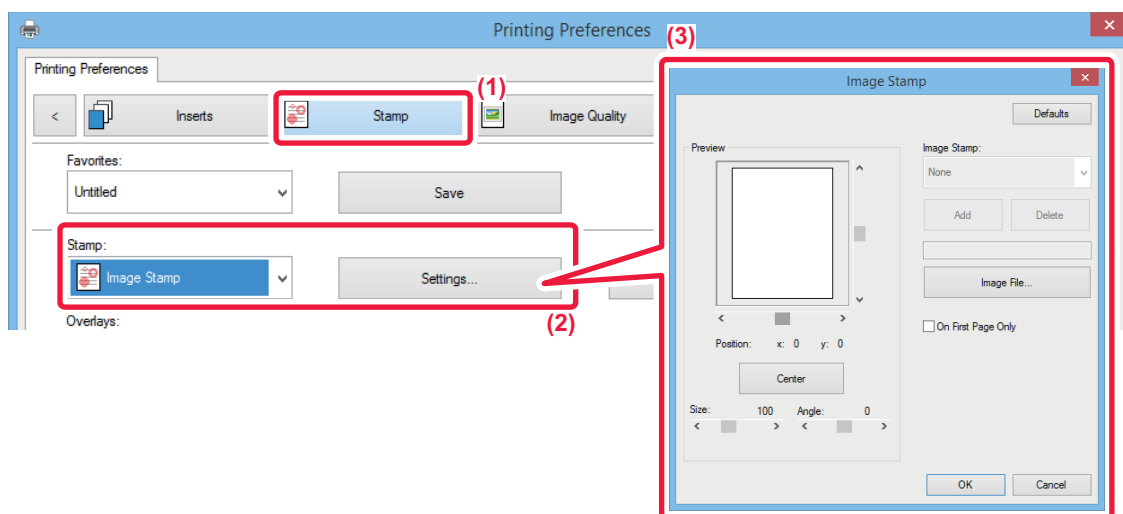 Printing Preferences
(3)
Printing Preferences
(1)
<
Inserts
Stamp
Image Quality
Favorites:
Untitled
Save
Stamp:
Image Stamp
Settings...
(2)
Overlays:
Image Stamp
Defaults
Preview
Image Stamp:
None
Add
Delete
Image File...
On First Page Only
Position: x: 0 y: 0
Center
Size: 100 Angle: 0
OK
Cancel